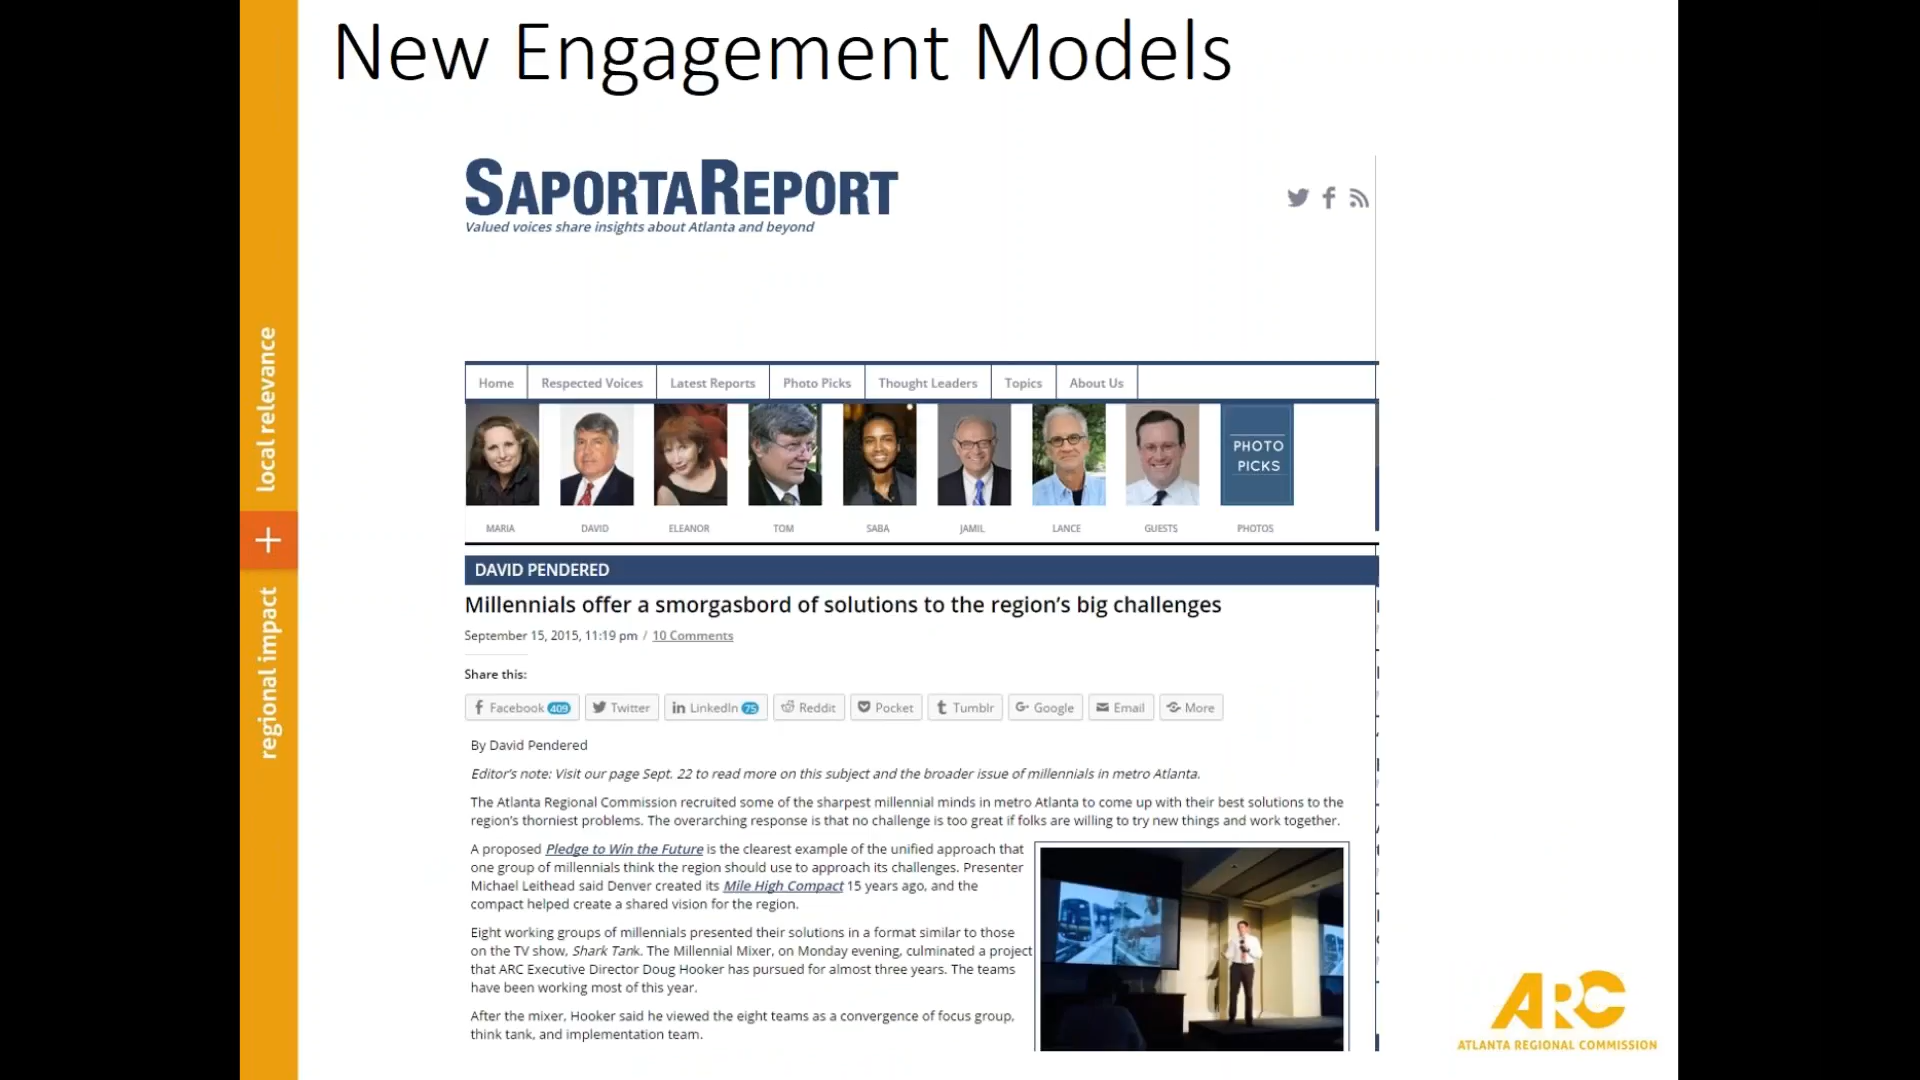 New Engagement Models
local relevance
+
regional impact
SAPORTAREPORT
Valued voices share insights about Atlanta and beyond
Home Respected Voices Latest Reports Photo Picks Thought Leaders Topics About Us
PHOTO
PICKS
MARIA DAVID ELEANOR TOM SABA JAMIL LANCE GUESTS PHOTOS
DAVID PENDERED
Millennials offer a smorgasbord of solutions to the region's big challenges
September 15, 2015, 11:19 pm / 10 Comments
Share this:
Facebook 409 Twitter LinkedIn 75 Reddit Pocket Tumblr Google Email More
By David Pendered
Editor's note: Visit our page Sept. 22 to read more on this subject and the broader issue of millennials in metro Atlanta.
The Atlanta Regional Commission recruited some of the sharpest millennial minds in metro Atlanta to come up with their best solutions to the
region's thorniest problems. The overarching response is that no challenge is too great if folks are willing to try new things and work together.
A proposed Pledge to Win the Future is the clearest example of the unified approach that
one group of millennials think the region should use to approach its challenges. Presenter
Michael Leithead said Denver created its Mile High Compact 15 years ago, and the
compact helped create a shared vision for the region.
Eight working groups of millennials presented their solutions in a format similar to those
on the TV show, Shark Tank. The Millennial Mixer, on Monday evening, culminated a project
that ARC Executive Director Doug Hooker has pursued for almost three years. The teams
have been working most of this year.
After the mixer, Hooker said he viewed the eight teams as a convergence of focus group,
think tank, and implementation team.
ARC
ATLANTA REGIONAL COMMISSION